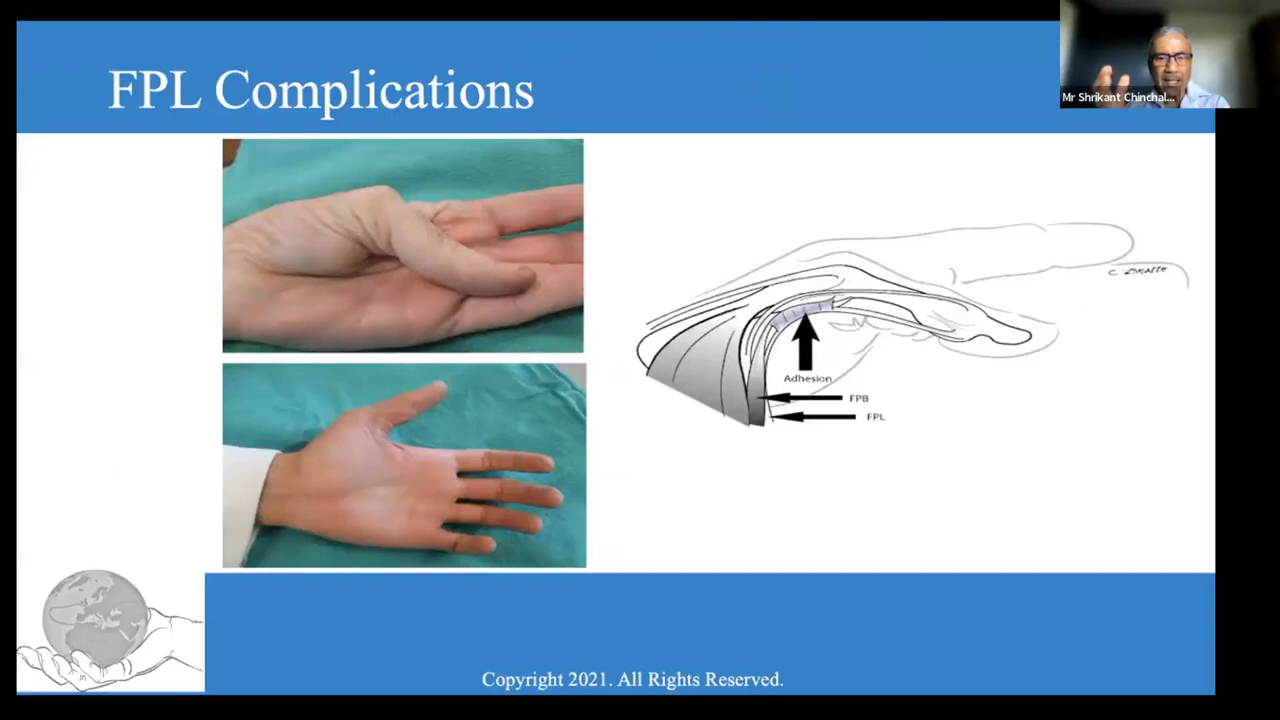 FPL Complications
Mr Shrikant Chinchal...
Adhesion
FPB
FPL
Copyright 2021. All Rights Reserved.